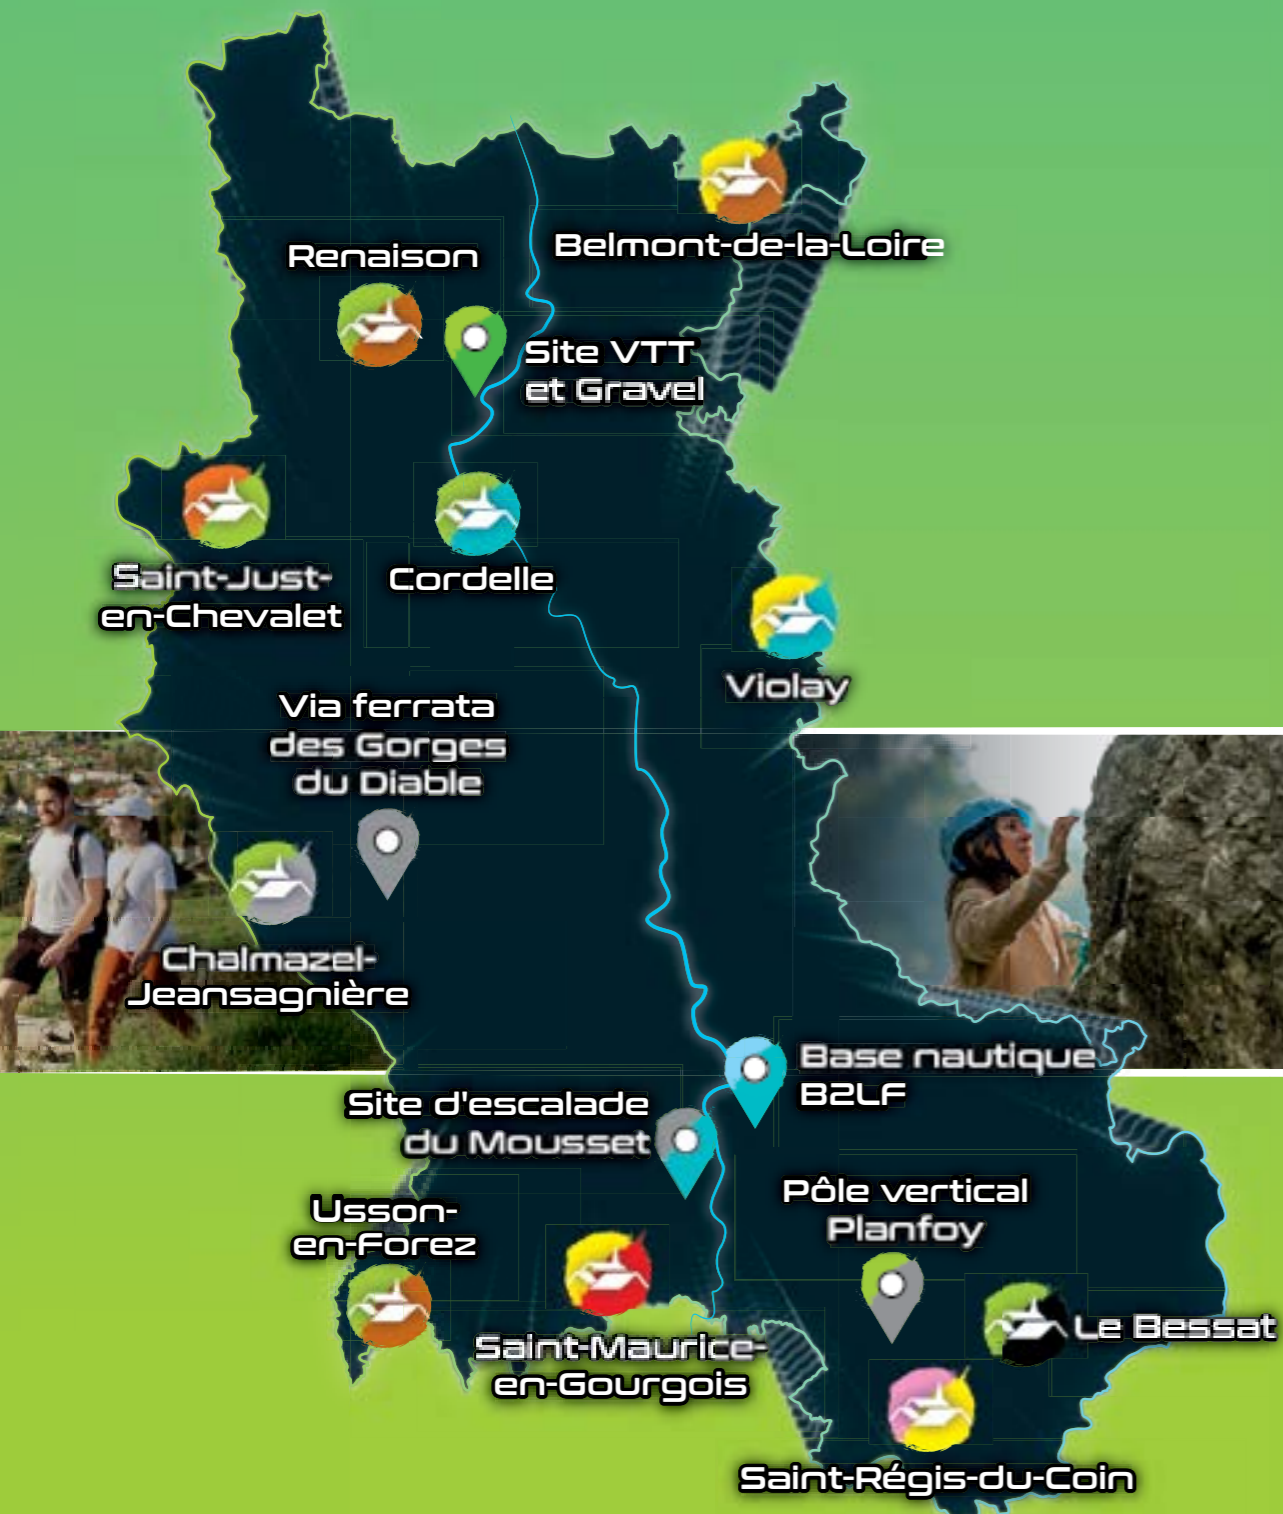 Belmont-de-la-Loire
Renaison
Site VTT
et Gravel
Saint-Just-
en-Chevalet
Cordelle
Violay
Via ferrata
des Gorges
du Diable
Chalmazel-
Jeansagnière
Base nautique
B2LF
Site d'escalade
du Mousset
Pôle vertical
Planfoy
Usson-
en-Forez
Le Bessat
Saint-Maurice-
en-Gourgois
Saint-Régis-du-Coin